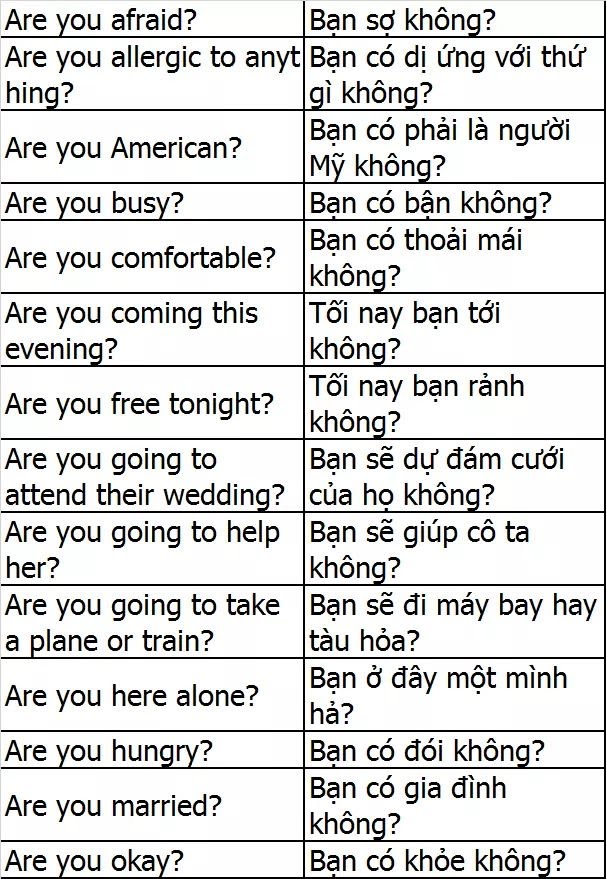 Are you afraid?
Bạn sợ không?
Are you allergic to anyt
hing?
Bạn có dị ứng với thứ
gì không?
Are you American?
Bạn có phải là người
Mỹ không?
Are you busy?
Bạn có bận không?
Are you comfortable?
Bạn có thoải mái
không?
Are you coming this
evening?
Tối nay bạn tới
không?
Are you free tonight?
Tối nay bạn rảnh
không?
Are you going to
attend their wedding?
Bạn sẽ dự đám cưới
của họ không?
Are you going to help
her?
Bạn sẽ giúp cô ta
không?
Are you going to take
a plane or train?
Bạn sẽ đi máy bay hay
tàu hỏa?
Are you here alone?
Bạn ở đây một mình
hả?
Are you hungry?
Bạn có đói không?
Are you married?
Bạn có gia đình
không?
Are you okay?
Bạn có khỏe không?